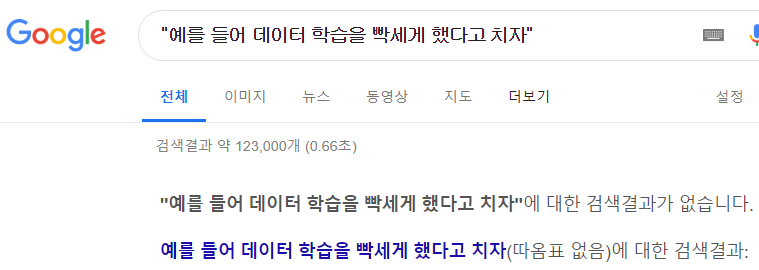 Google "예를 들어 데이터 학습을 빡세게 했다고 치자"
전체 이미지 뉴스 동영상 지도 더보기 설정
검색결과 약 123,000개 (0.66초)
"예를 들어 데이터 학습을 빡세게 했다고 치자"에 대한 검색결과가 없습니다.
예를 들어 데이터 학습을 빡세게 했다고 치자(따옴표 없음)에 대한 검색결과: